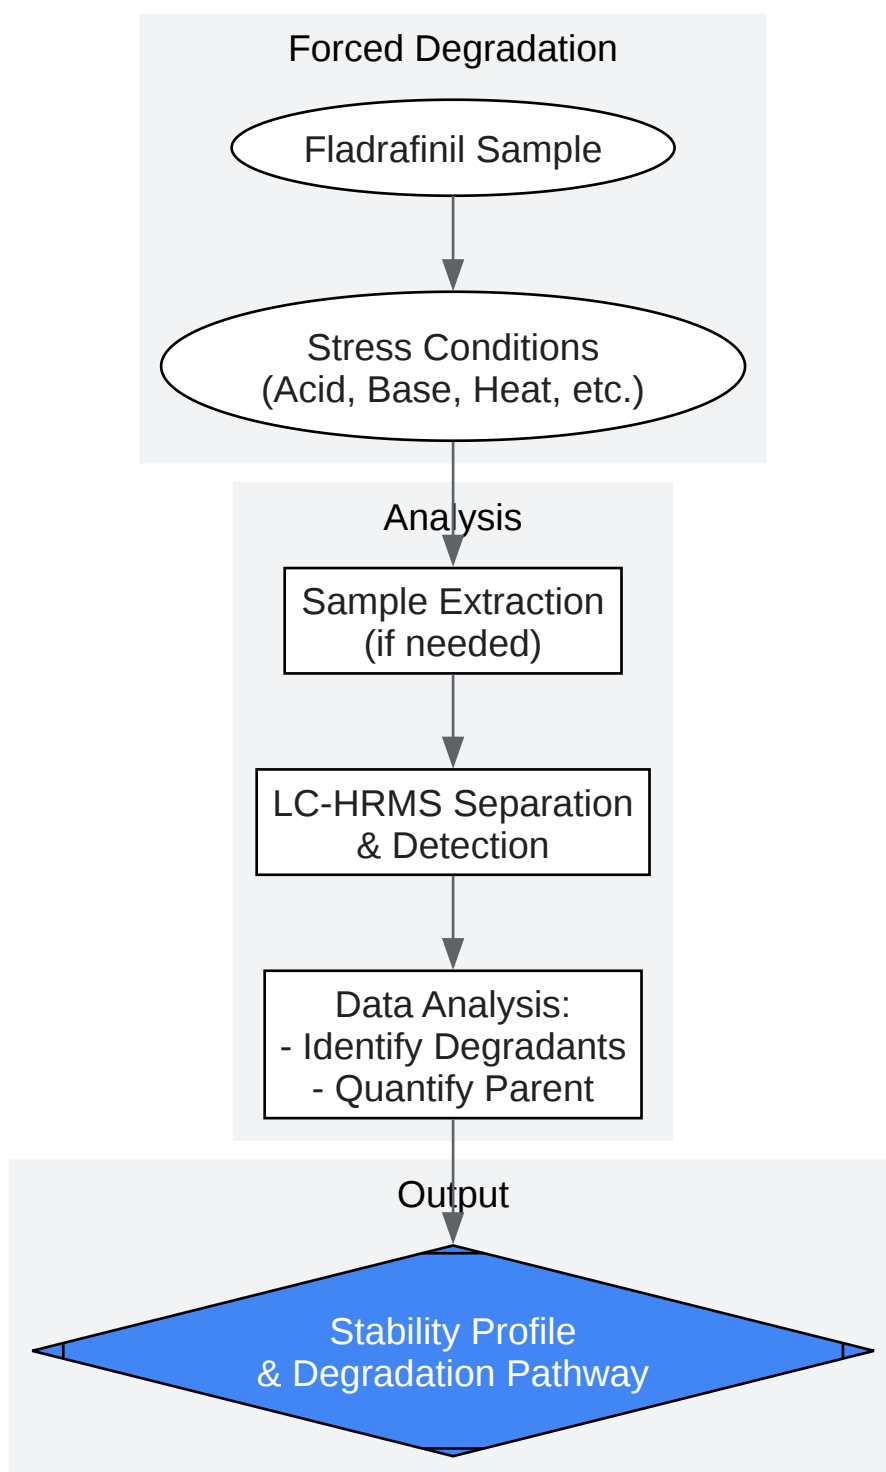 Forced Degradation
Fladrafinil Sample
Stress Conditions
(Acid, Base, Heat, etc.)
Analysis
Sample Extraction
(if needed)
LC-HRMS Separation
& Detection
Data Analysis:
- Identify Degradants
- Quantify Parent
Output
Stability Profile
& Degradation Pathway